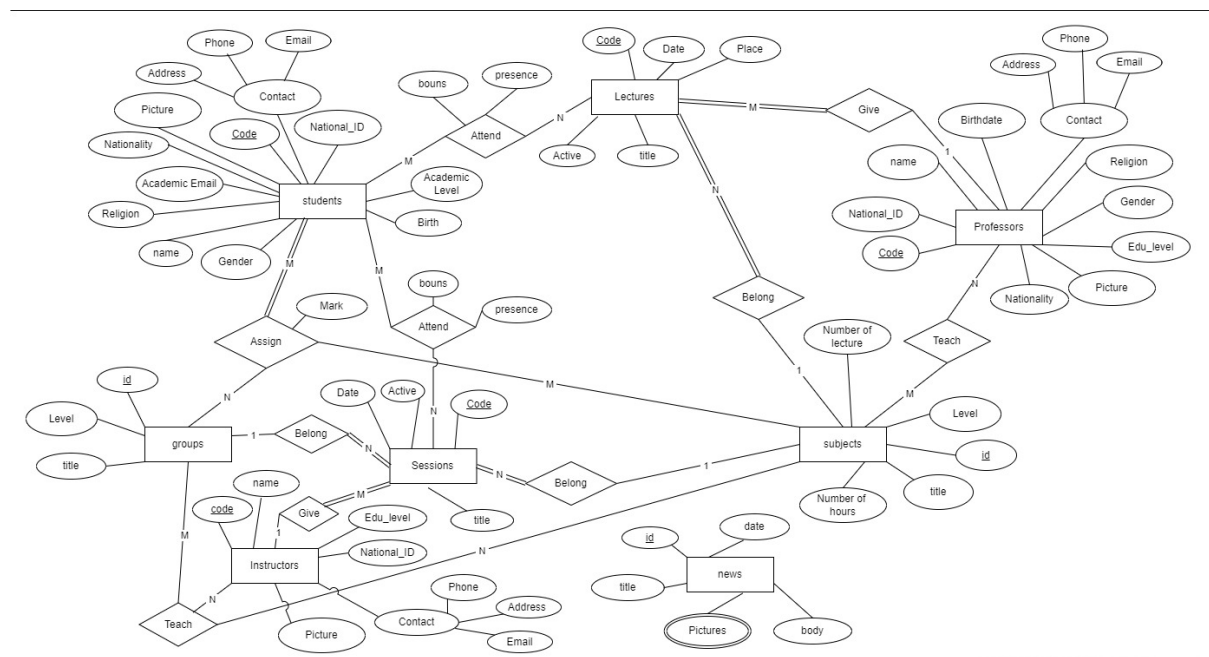 Phone
Email
Address
Contact
Picture
Code
National_ID
Nationality
Academic Email
students
Academic
Level
Religion
Birth
name
Gender
bouns
presence
Attend
M
N
Code
Date
Place
Lectures
Active
title
M
Give
1
Phone
Address
Email
Birthdate
Contact
name
Religion
National_ID
Gender
Professors
Code
Edu_level
Nationality
Picture
N
Belong
1
N
Teach
M
M
Mark
Assign
N
M
M
bouns
presence
Attend
N
id
Level
groups
title
1
Belong
N
Date
Active
Code
Sessions
title
N
Belong
1
Number of
lecture
Level
subjects
id
title
Number of
hours
M
Give
1
name
code
Edu_level
Instructors
National_ID
Picture
Contact
Phone
Address
Email
M
N
Teach
N
id
date
news
title
Pictures
body